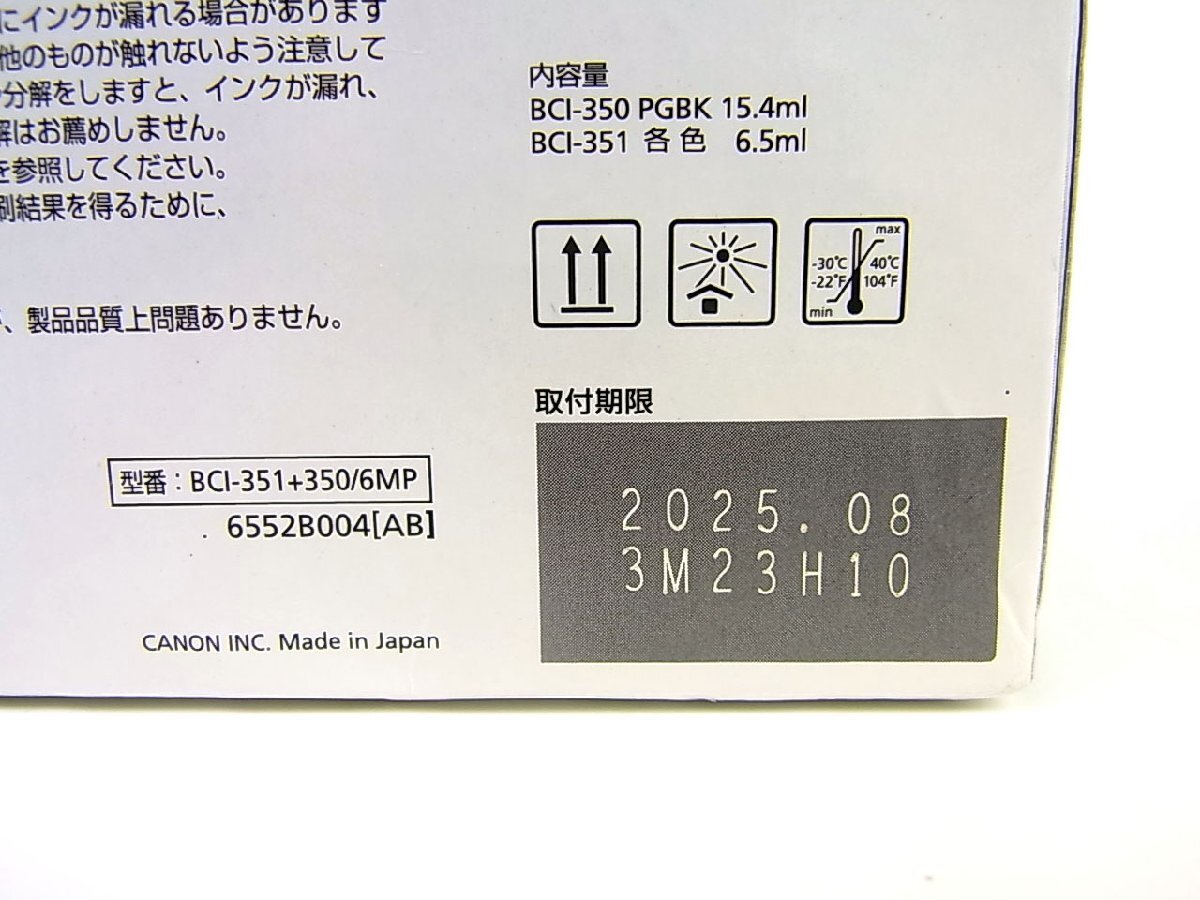 にインクが漏れる場合があります
他のものが触れないよう注意して
分解をしますと、インクが漏れ、
解はお薦めしません。
を参照してください。
刷結果を得るために、
、製品品質上問題ありません。
型番：BCI-351+350/6MP
6552B004[AB]
CANON INC. Made in Japan
内容量
BCI-350 PGBK 15.4ml
BCI-351 各色 6.5ml
max
-30℃ 40℃
-22°F 104°F
min
取付期限
2025.08
3M23H10